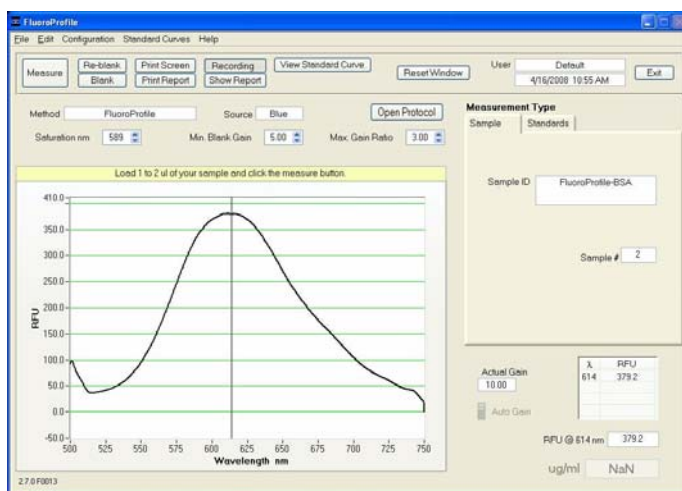 FluoroProfile
File Edit Configuration Standard Curves Help
Measure
Re-blank Print Screen Recording View Standard Curve
Blank Print Report Show Report
Reset Window
User Default
4/16/2008 10:55 AM
Exit
Method FluoroProfile Source Blue Open Protocol
Saturation nm 589 Min. Blank Gain 5.00 Max. Gain Ratio 3.00
Measurement Type
Sample Standards
Sample ID FluoroProfile-BSA
Sample # 2
Load 1 to 2 ul of your sample and click the measure button.
RFU
410.0
350.0
300.0
250.0
200.0
150.0
100.0
50.0
0.0
-50.0
500 525 550 575 600 625 650 675 700 725 750
Wavelength nm
Actual Gain
10.00
Auto Gain
λ RFU
614 379.2
RFU @ 614 nm 379.2
ug/ml NaN
2.7.0 F0013